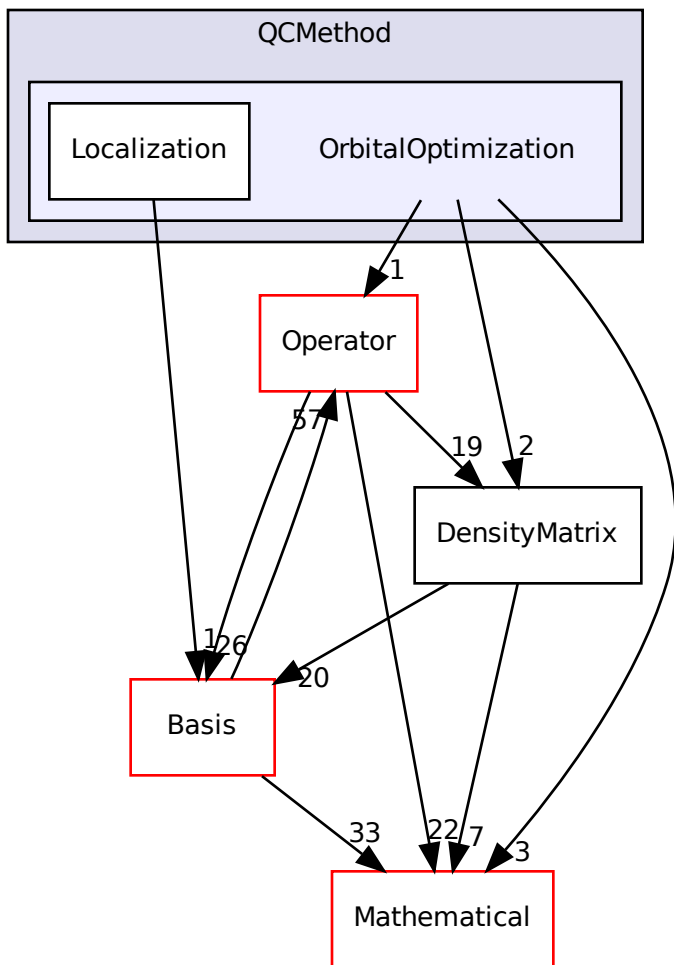 QCMethod
Localization
OrbitalOptimization
1
Operator
57
19
2
DensityMatrix
1
26
20
Basis
33
22
7
3
Mathematical